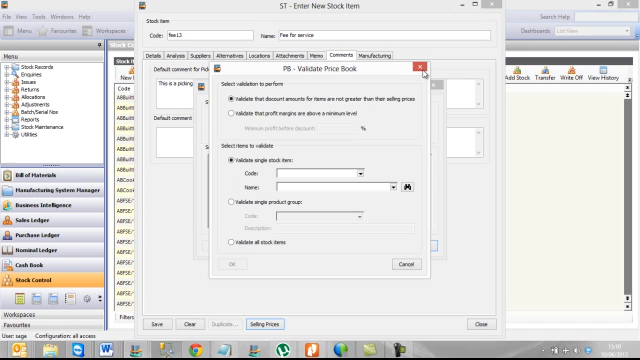 ST - Enter New Stock Item
File View Tools Windows Help
Search Help
Menu Favourites Workspaces
Dashboards List View
Stock item
Code: fee13 Name: Fee for service
Details Analysis Suppliers Alternatives Locations Attachments Memo Comments Manufacturing
Menu
Stock Records
Enquiries
Issues
Returns
Allocations
Adjustments
Batch/Serial Nos
Reports
Stock Maintenance
Utilities
Add Stock Transfer Write Off View History
Code
Default comment for Pick
This is a picking
Default comment
PB - Validate Price Book
Select validation to perform
Validate that discount amounts for items are not greater than their selling prices
Validate that profit margins are above a minimum level
Minimum profit before discount: %
Select items to validate
Validate single stock item:
Code:
Name:
Validate single product group:
Code:
Description:
Validate all stock items
OK Cancel
Bill of Materials
Manufacturing System Manager
Business Intelligence
Sales Ledger
Purchase Ledger
Nominal Ledger
Cash Book
Stock Control
Workspaces
Favourites
Save Clear Duplicate... Selling Prices Close
Filters
User: sage Configuration: all access
15:10